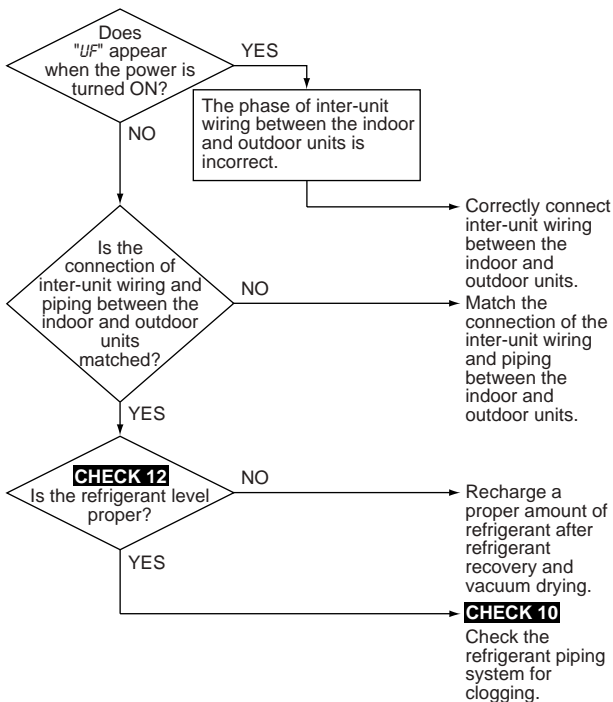 Does
"UF" appear
when the power is
turned ON?
YES
The phase of inter-unit
wiring between the indoor
and outdoor units is
incorrect.
NO
Correctly connect
inter-unit wiring
between the
indoor and
outdoor units.
Is the
connection of
inter-unit wiring and
piping between the
indoor and outdoor
units
matched?
NO
Match the
connection of the
inter-unit wiring
and piping
between the
indoor and
outdoor units.
YES
CHECK 12
Is the refrigerant level
proper?
NO
Recharge a
proper amount of
refrigerant after
refrigerant
recovery and
vacuum drying.
YES
CHECK 10
Check the
refrigerant piping
system for
clogging.